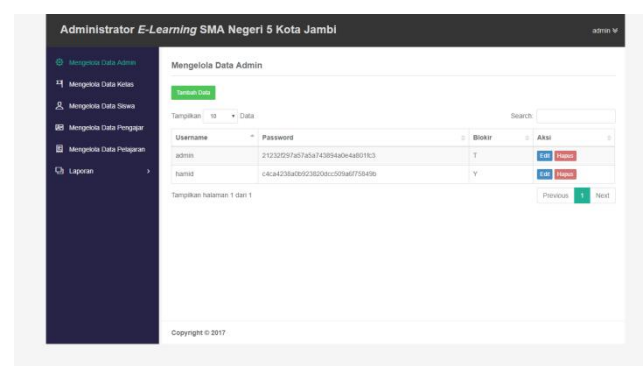 Administrator E-Learning SMA Negeri 5 Kota Jambi
admin
Mengelola Data Admin
Mengelola Data Kelas
Mengelola Data Siswa
Mengelola Data Pengajar
Mengelola Data Pelajaran
Laporan
Mengelola Data Admin
Tambah Data
Tampilkan 10 Data
Search:
Username Password Blokir Aksi
admin 21232f297a57a5a743894a0e4a801fc3 T Edit Hapus
hamid c4ca4238a0b923820dcc509a6f75849b Y Edit Hapus
Tampilkan halaman 1 dari 1
Previous 1 Next
Copyright © 2017